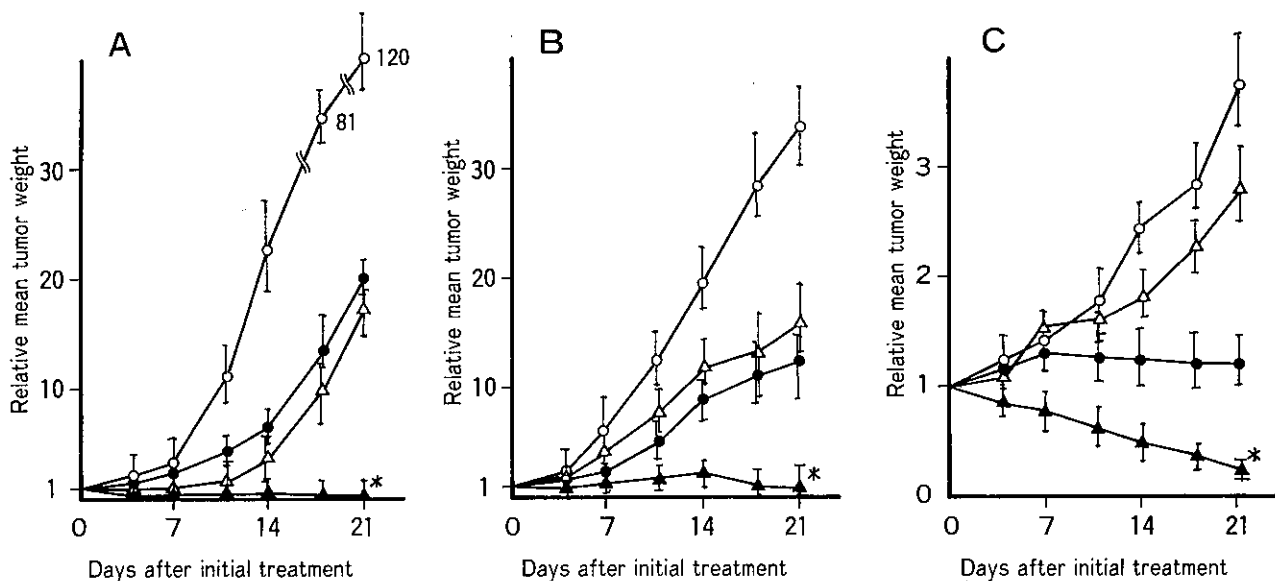 A
Relative mean tumor weight
30
20
10
1
120
81
0 7 14 21
*
Days after initial treatment
B
Relative mean tumor weight
30
20
10
1
0 7 14 21
*
Days after initial treatment
C
Relative mean tumor weight
3
2
1
0
0 7 14 21
*
Days after initial treatment